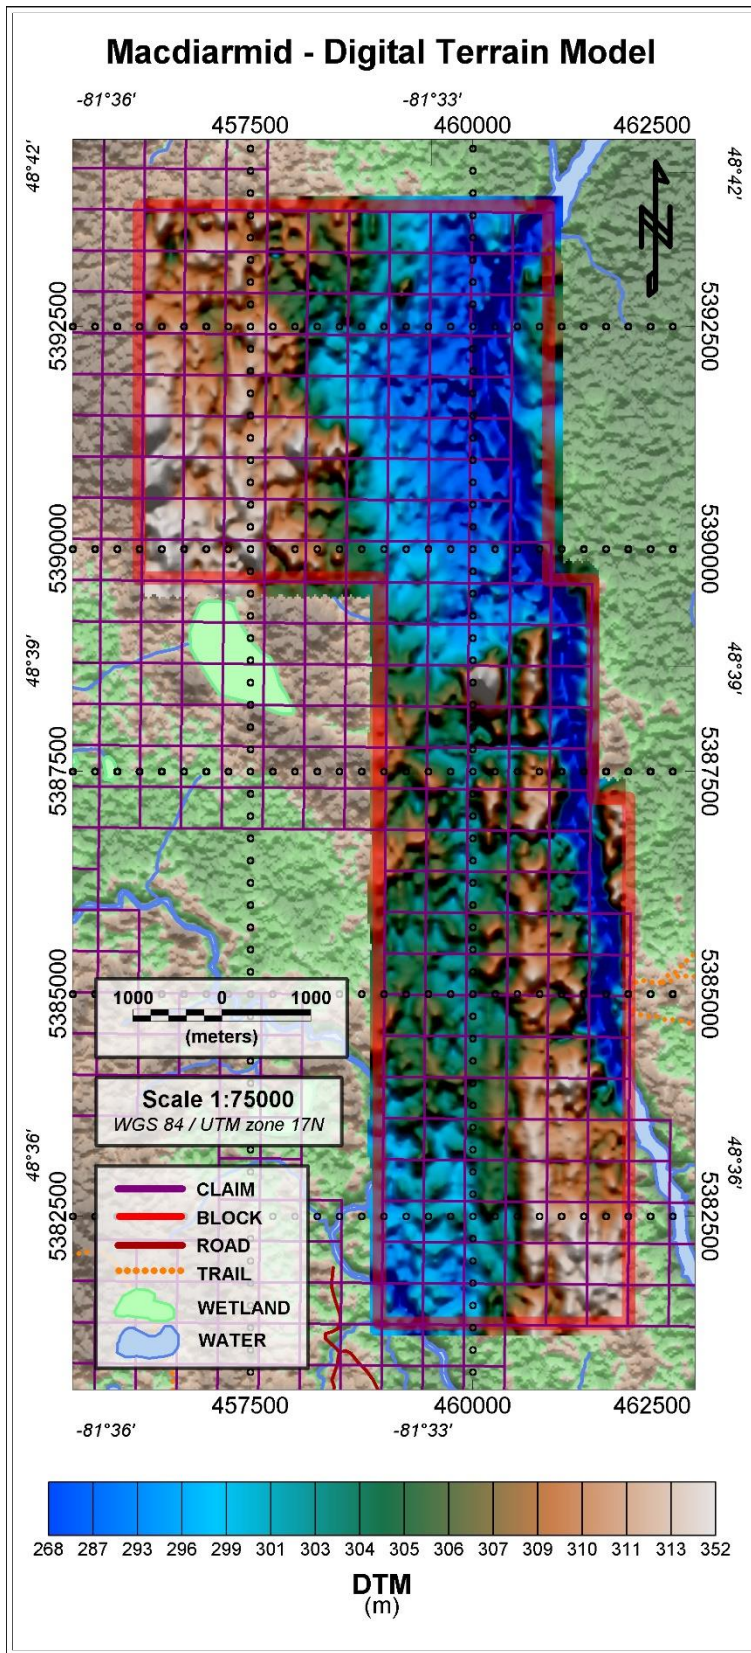 Macdiarmid - Digital Terrain Model
-81°36' -81°33'
457500 460000 462500
48°42' 48°42'
5392500 5392500
5390000 5390000
48°39' 48°39'
5387500 5387500
5385000 5385000
1000 0 1000
(meters)
Scale 1:75000
WGS 84 / UTM zone 17N
48°36' 48°36'
5382500 5382500
CLAIM
BLOCK
ROAD
TRAIL
WETLAND
WATER
457500 460000 462500
-81°36' -81°33'
268 287 293 296 299 301 303 304 305 306 307 309 310 311 313 352
DTM
(m)